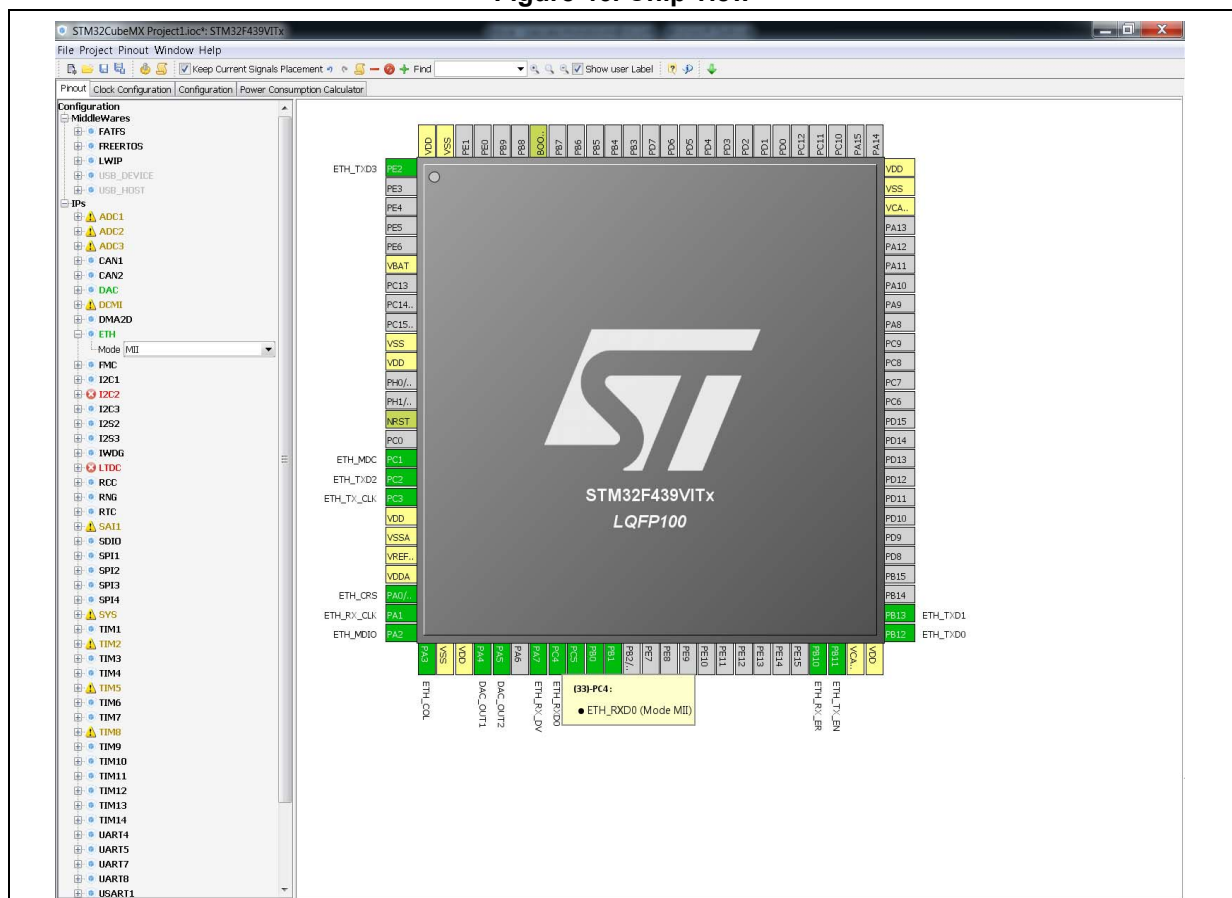 STM32CubeMX Project1.ioc*: STM32F439VITx
File Project Pinout Window Help
Keep Current Signals Placement Find Show user Label
Pinout Clock Configuration Configuration Power Consumption Calculator
Configuration
MiddleWares
FATFS
FREERTOS
LWIP
USB_DEVICE
USB_HOST
IPs
ADC1
ADC2
ADC3
CAN1
CAN2
DAC
DCMI
DMA2D
ETH
Mode MII
FMC
I2C1
I2C2
I2C3
I2S2
I2S3
IWDG
LTDC
RCC
RNG
RTC
SAI1
SDIO
SPI1
SPI2
SPI3
SPI4
SYS
TIM1
TIM2
TIM3
TIM4
TIM5
TIM6
TIM7
TIM8
TIM9
TIM10
TIM11
TIM12
TIM13
TIM14
UART4
UART5
UART7
UART8
USART1
VDD VSS PE1 PE0 PB9 PB8 BOO.. PB7 PB6 PB5 PB4 PB3 PD7 PD6 PD5 PD4 PD3 PD2 PD1 PD0 PC12 PC11 PC10 PA15 PA14
ETH_TXD3 PE2
PE3
PE4
PE5
PE6
VBAT
PC13
PC14..
PC15..
VSS
VDD
PH0/..
PH1/..
NRST
PC0
ETH_MDC PC1
ETH_TXD2 PC2
ETH_TX_CLK PC3
VDD
VSSA
VREF..
VDDA
ETH_CRS PA0/..
ETH_RX_CLK PA1
ETH_MDIO PA2
ST
STM32F439VITx
LQFP100
VDD
VSS
VCA..
PA13
PA12
PA11
PA10
PA9
PA8
PC9
PC8
PC7
PC6
PD15
PD14
PD13
PD12
PD11
PD10
PD9
PD8
PB15
PB14
PB13 ETH_TXD1
PB12 ETH_TXD0
PA3 VSS VDD PA4 PA5 PA6 PA7 PC4 PC5 PB0 PB1 PB2/.. PE7 PE8 PE9 PE10 PE11 PE12 PE13 PE14 PE15 PB10 PB11 VCA.. VDD
ETH_COL DAC_OUT1 DAC_OUT2 ETH_RX_DV ETH_RXD0 ETH_RX_ER ETH_TX_EN
(33)-PC4 :
● ETH_RXD0 (Mode MII)